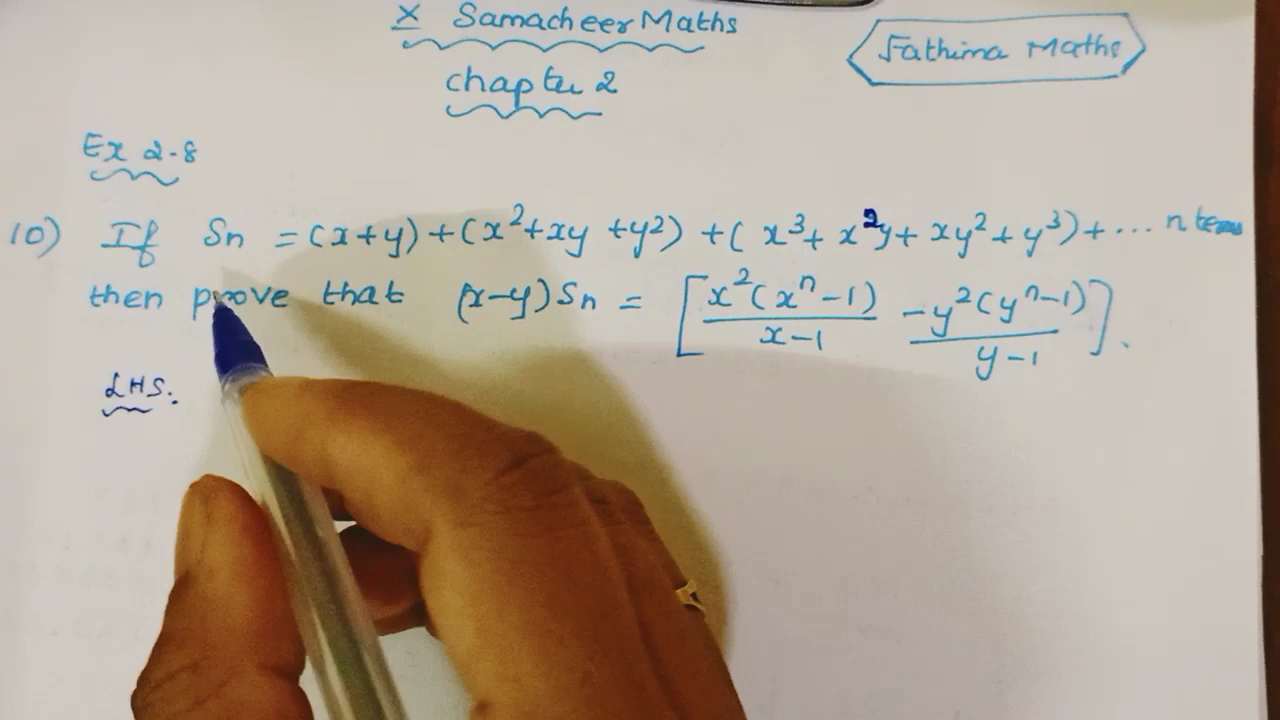 X Samacheer Maths
Fathima Maths
chapter 2
Ex 2-8
10) If Sn = (x+y) + (x²+xy +y²) + ( x³+ x²y+ xy²+y³)+ ... n terms
then prove that (x-y)Sn = [x²(xⁿ-1)/x-1 -y²(yⁿ-1)/y-1].
LHS.